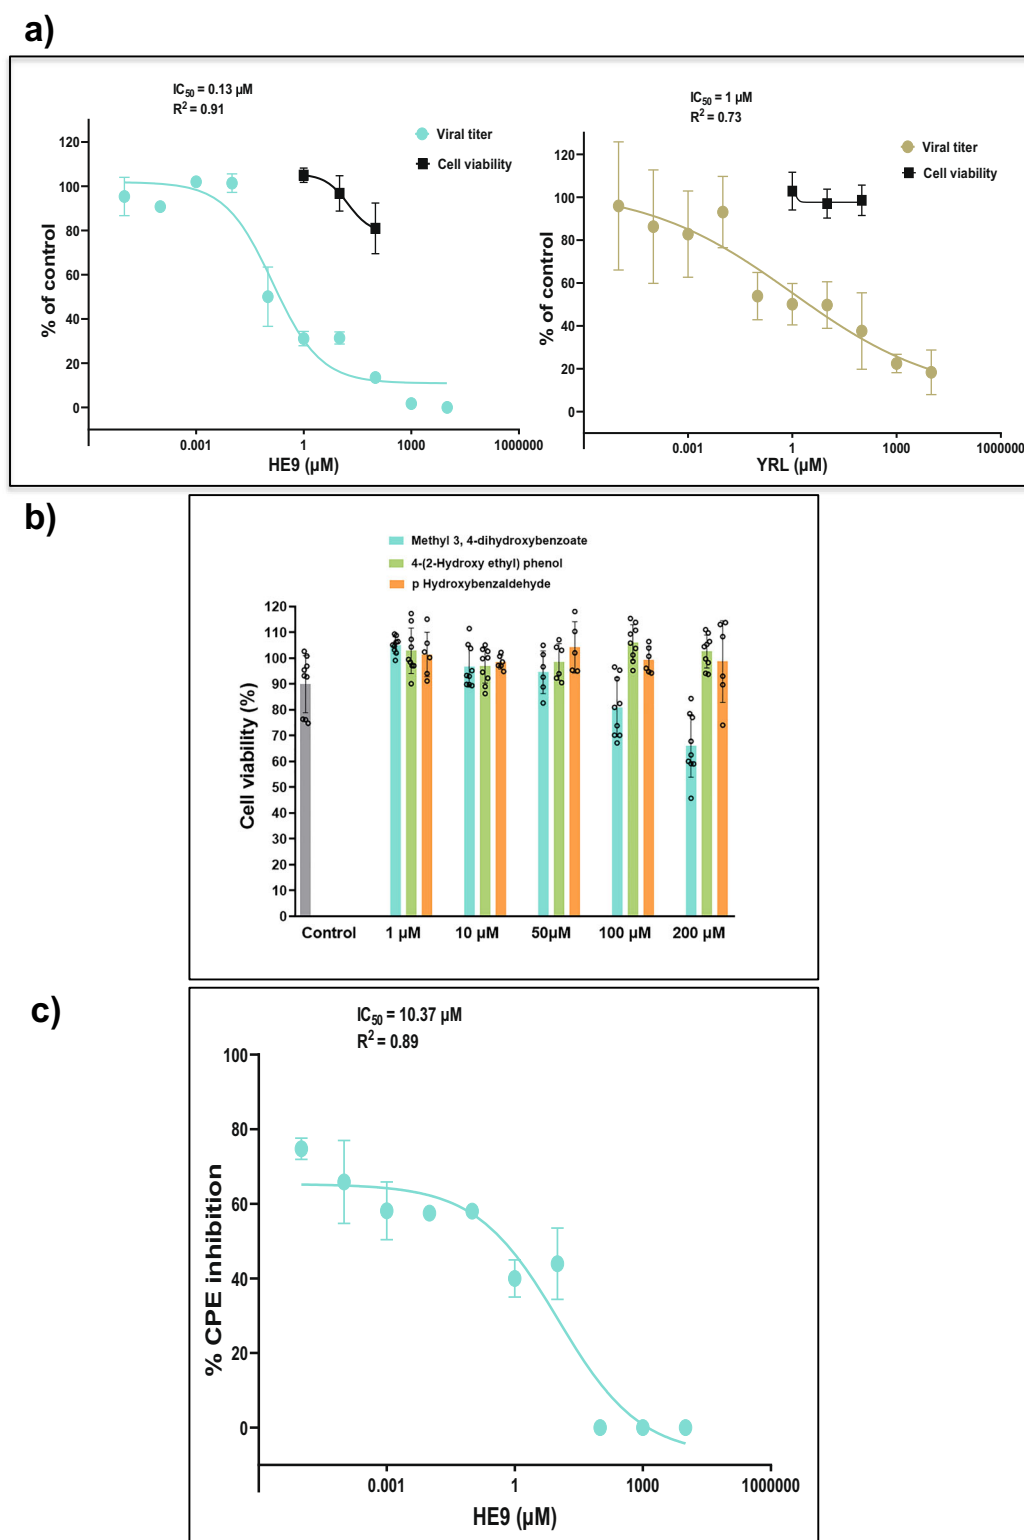 a)
IC50 = 0.13 µM
R2 = 0.91
Viral titer
Cell viability
120
100
80
60
40
20
0
% of control
0.001
1
1000
1000000
HE9 (µM)
IC50 = 1 µM
R2 = 0.73
Viral titer
Cell viability
120
100
80
60
40
20
0
% of control
0.001
1
1000
1000000
YRL (µM)
b)
Methyl 3, 4-dihydroxybenzoate
4-(2-Hydroxy ethyl) phenol
p Hydroxybenzaldehyde
120
110
100
90
80
70
60
50
40
30
20
10
0
Cell viability (%)
Control
1 µM
10 µM
50µM
100 µM
200 µM
c)
IC50 = 10.37 µM
R2 = 0.89
100
80
60
40
20
0
% CPE inhibition
0.001
1
1000
1000000
HE9 (µM)